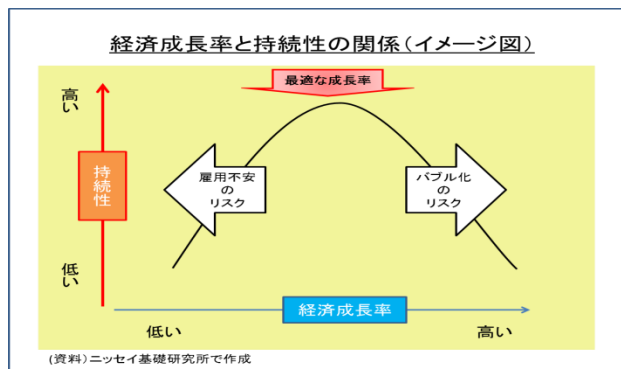 経済成長率と持続性の関係(イメージ図)
最適な成長率
高い
持続性
低い
雇用不安
の
リスク
バブル化
の
リスク
経済成長率
低い
高い
(資料)ニッセイ基礎研究所で作成